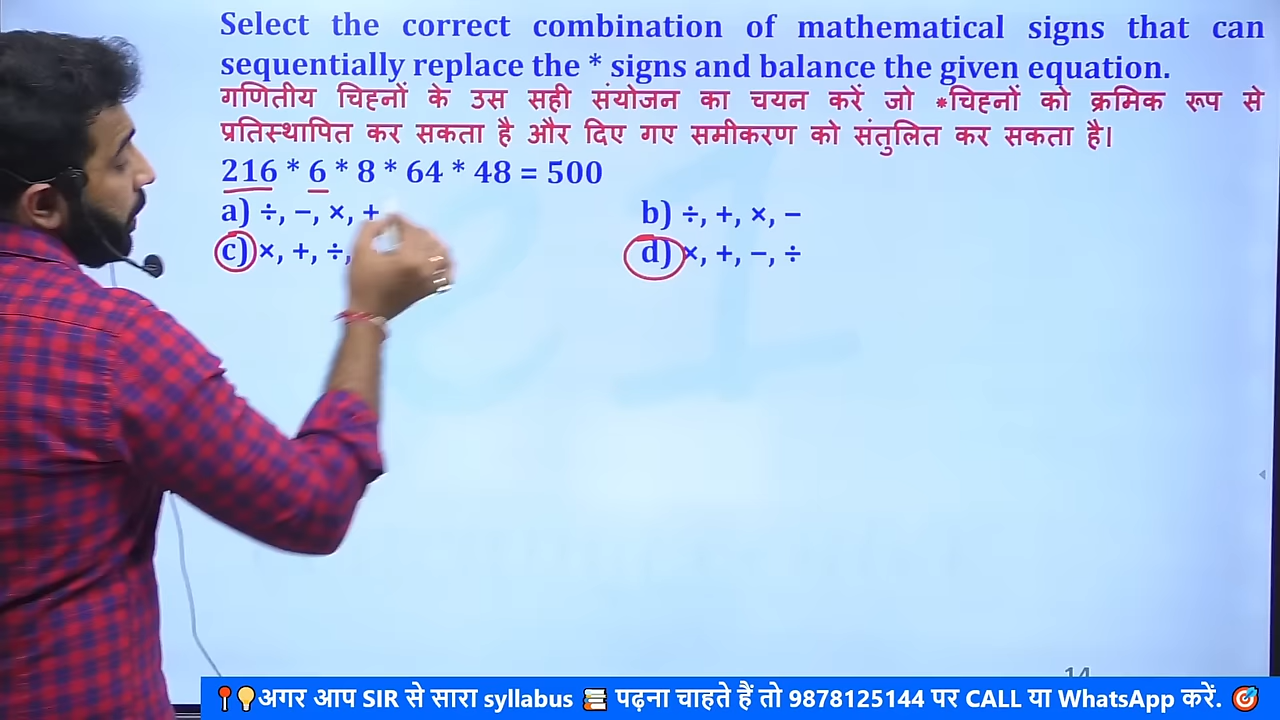 Select the correct combination of mathematical signs that can
sequentially replace the * signs and balance the given equation.
गणितीय चिह्नों के उस सही संयोजन का चयन करें जो *चिह्नों को क्रमिक रूप से
प्रतिस्थापित कर सकता है और दिए गए समीकरण को संतुलित कर सकता है।
216 * 6 * 8 * 64 * 48 = 500
a) ÷, −, ×, +
b) ÷, +, ×, −
c) ×, +, ÷,
d) ×, +, −, ÷
अगर आप SIR से सारा syllabus 📚 पढ़ना चाहते हैं तो 9878125144 पर CALL या WhatsApp करें.